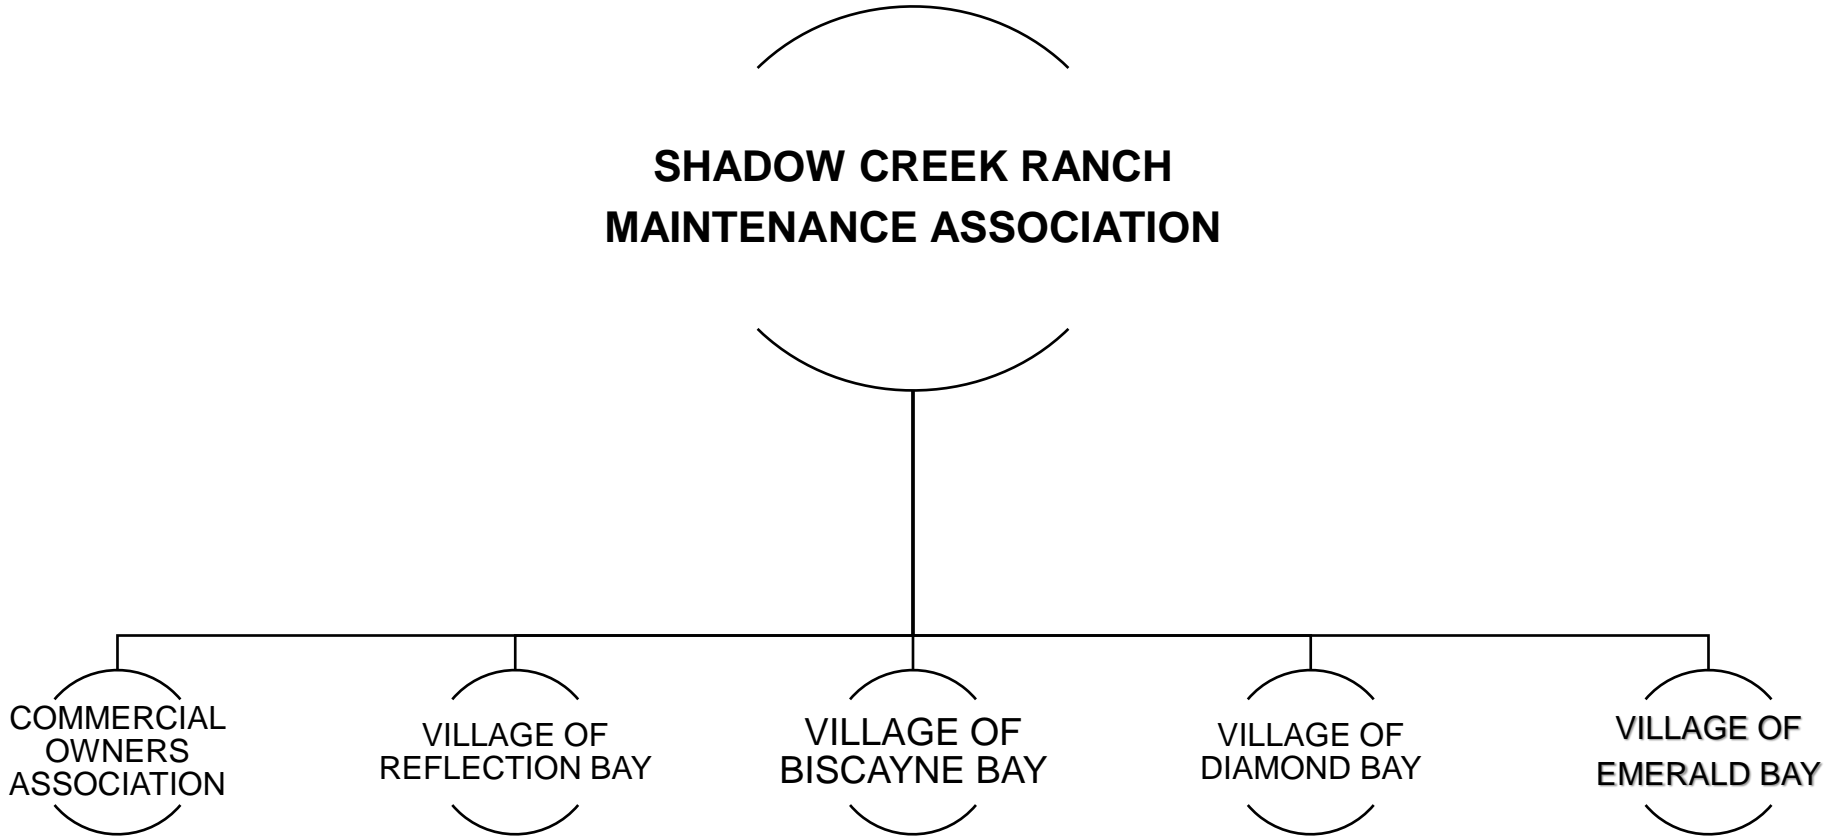 SHADOW CREEK RANCH
MAINTENANCE ASSOCIATION
COMMERCIAL
OWNERS
ASSOCIATION
VILLAGE OF
REFLECTION BAY
VILLAGE OF
BISCAYNE BAY
VILLAGE OF
DIAMOND BAY
VILLAGE OF
EMERALD BAY